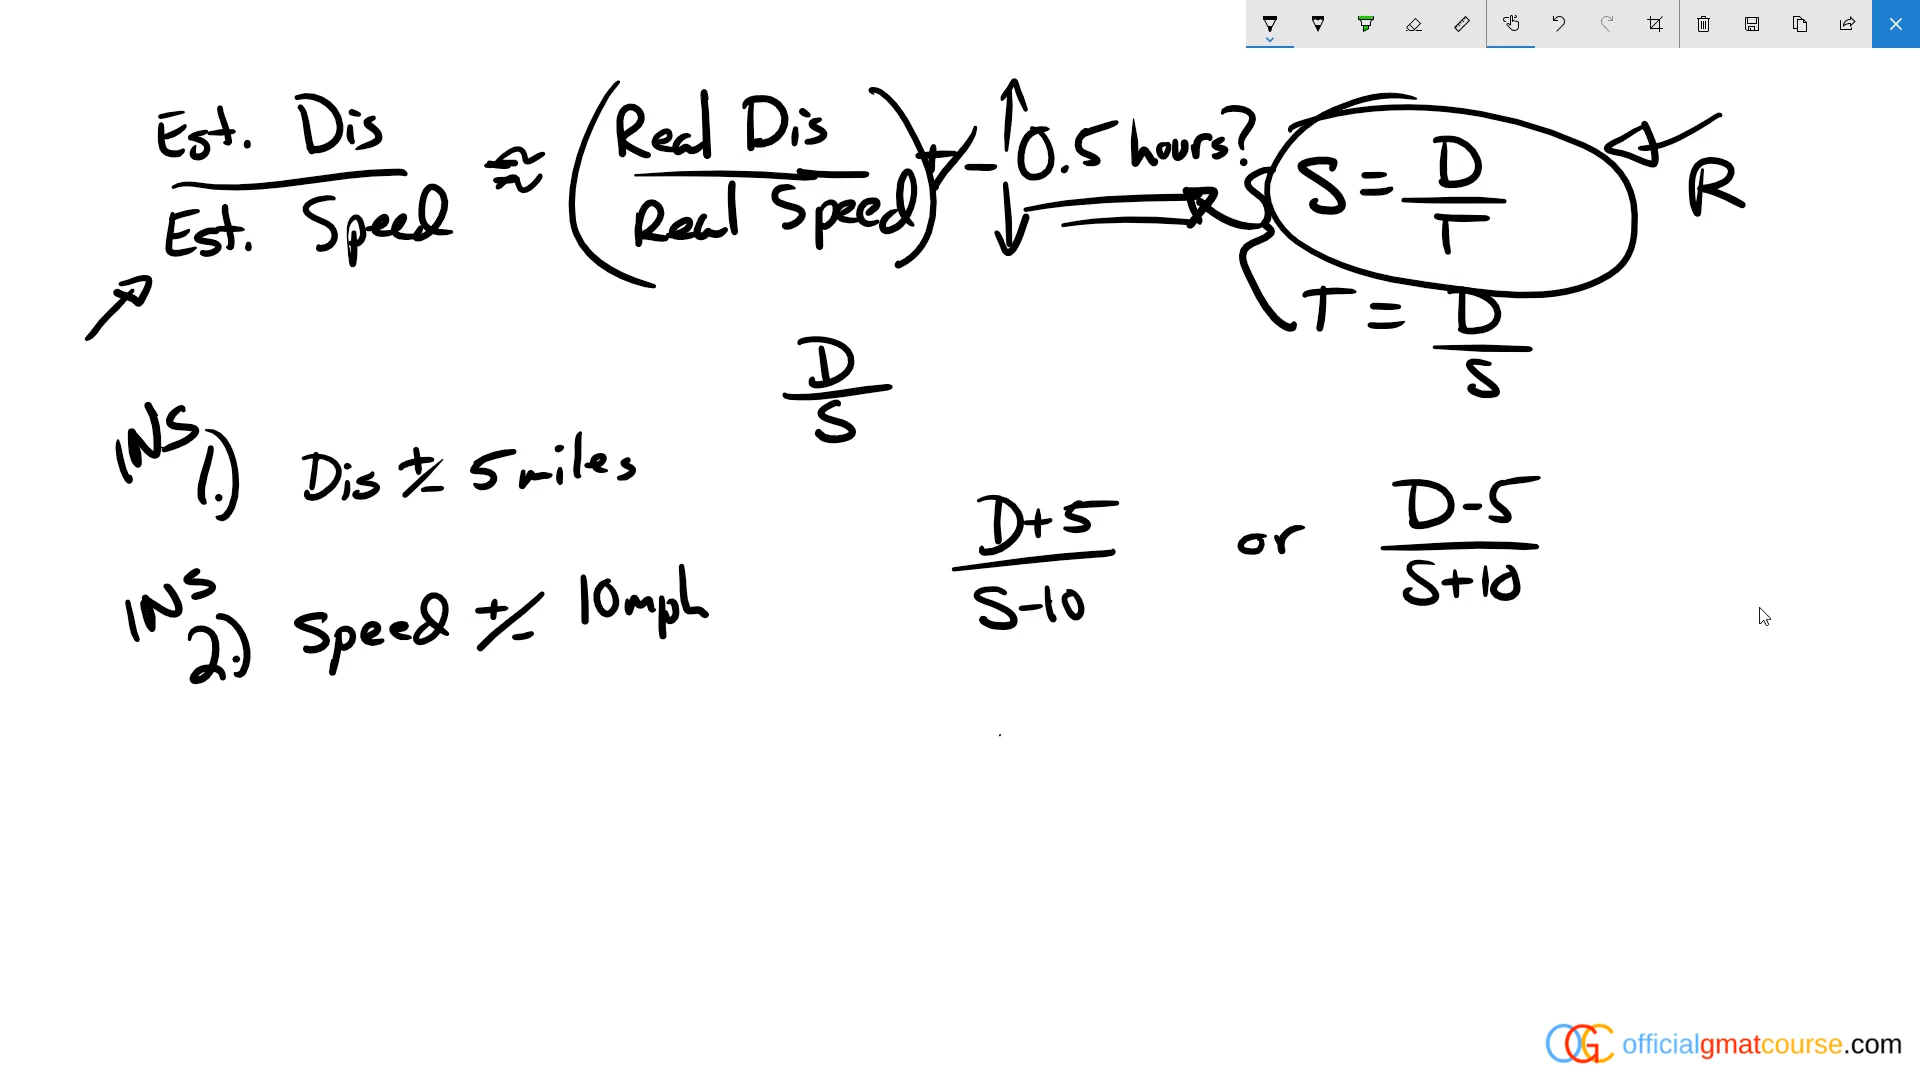 Est. Dis / Est. Speed ≈ (Real Dis / Real Speed) +/- 0.5 hours?
S = D / T
R
T = D / S
D / S
INS 1.) Dis +/- 5 miles
D+5 / S-10 or D-5 / S+10
INS 2.) Speed +/- 10mph
OGC officialgmatcourse.com